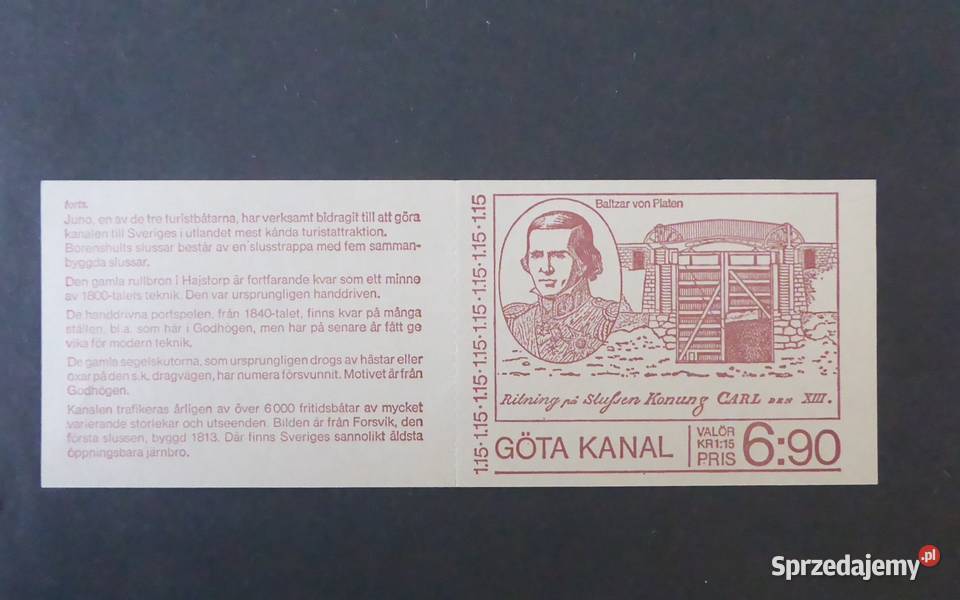 forts.
Juno, en av de tre turistbåtarna, har verksamt bidragit till att göra
kanalen till Sveriges i utlandet mest kända turistattraktion.
Borenshults slussar består av en slusstrappa med fem samman-
byggda slussar.
Den gamla rullbron i Hajstorp är fortfarande kvar som ett minne
av 1800-talets teknik. Den var ursprungligen handdriven.
De handdrivna portspelen, från 1840-talet, finns kvar på många
ställen, bl.a. som här i Godhögen, men har på senare år fått ge
vika för modern teknik.
De gamla segelskutorna, som ursprungligen drogs av hästar eller
oxar på den s.k. dragvägen, har numera försvunnit. Motivet är från
Godhögen.
Kanalen trafikeras årligen av över 6000 fritidsbåtar av mycket
varierande storlekar och utseenden. Bilden är från Forsvik, den
första slussen, byggd 1813. Där finns Sveriges sannolikt äldsta
öppningsbara järnbro.
1.15·1.15·1.15·1.15·1.15·1.15·1.15
Baltzar von Platen
Ritning på Slussen Konung CARL DEN XIII.
GÖTA KANAL
VALÖR
KR 1:15
PRIS
6:90
Sprzedajemy.pl